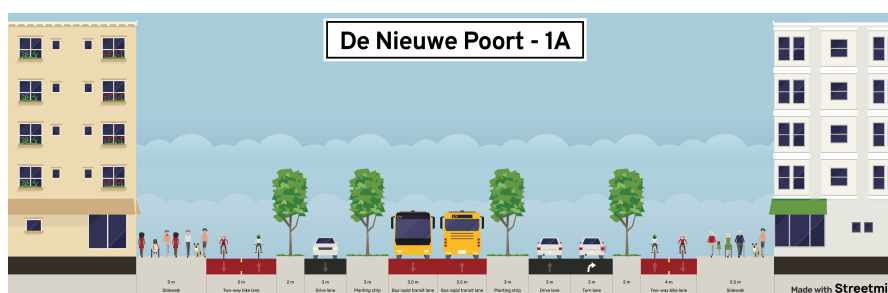 De Nieuwe Poort - 1A
5 m
5 m
2 m
3 m
3 m
3.5 m
3.5 m
3 m
3 m
3 m
2 m
4 m
5.5 m
Sidewalk
Two-way bike lane
Drive lane
Planting strip
Bus rapid transit lane
Bus rapid transit lane
Planting strip
Drive lane
Turn lane
Two-way bike lane
Sidewalk
Made with Streetmi